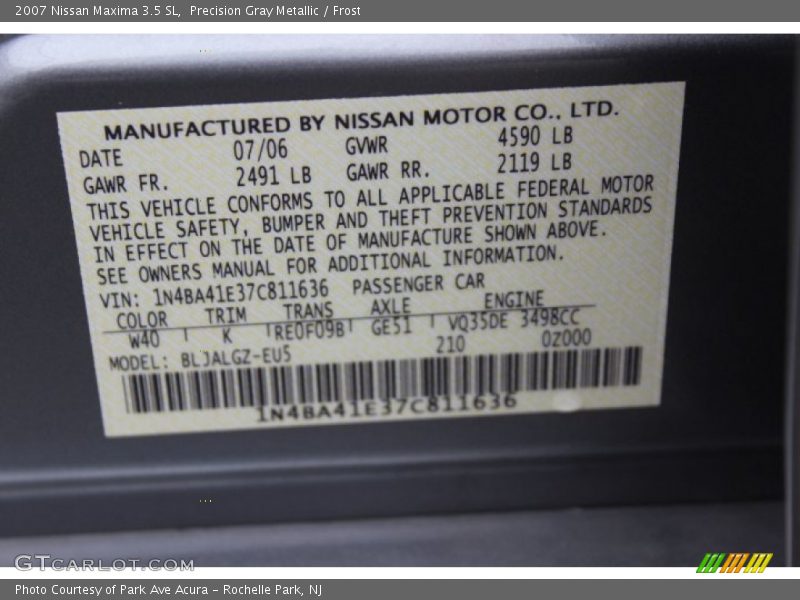 2007 Nissan Maxima 3.5 SL, Precision Gray Metallic / Frost
MANUFACTURED BY NISSAN MOTOR CO., LTD.
DATE 07/06 GVWR 4590 LB
GAWR FR. 2491 LB GAWR RR. 2119 LB
THIS VEHICLE CONFORMS TO ALL APPLICABLE FEDERAL MOTOR
VEHICLE SAFETY, BUMPER AND THEFT PREVENTION STANDARDS
IN EFFECT ON THE DATE OF MANUFACTURE SHOWN ABOVE.
SEE OWNERS MANUAL FOR ADDITIONAL INFORMATION.
VIN: 1N4BA41E37C811636 PASSENGER CAR
COLOR TRIM TRANS AXLE ENGINE
W40 K RE0F09B GE51 VQ35DE 3498CC
210 0Z000
MODEL: BLJALGZ-EU5
1N4BA41E37C811636
GTCARLOT.COM
Photo Courtesy of Park Ave Acura - Rochelle Park, NJ